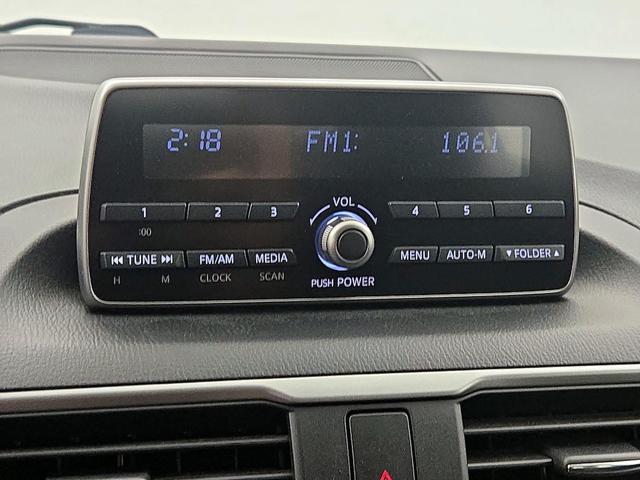 2:18 FM1: 106.1
VOL
1 2 3 4 5 6
:00
⏮ TUNE ⏭ FM/AM MEDIA MENU AUTO-M ▼ FOLDER ▲
H M CLOCK SCAN
PUSH POWER